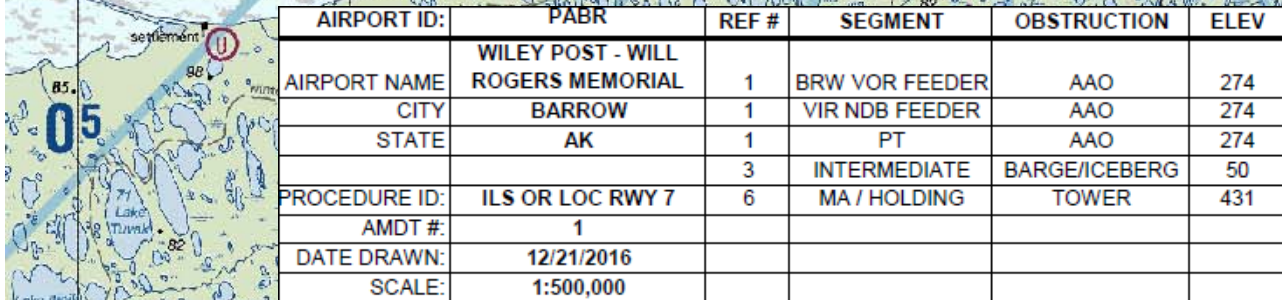 settlement
U
98
85.
05
71
Lake
Tuvak
82
AIRPORT ID: PABR REF # SEGMENT OBSTRUCTION ELEV
AIRPORT NAME WILEY POST - WILL ROGERS MEMORIAL 1 BRW VOR FEEDER AAO 274
CITY BARROW 1 VIR NDB FEEDER AAO 274
STATE AK 1 PT AAO 274
3 INTERMEDIATE BARGE/ICEBERG 50
PROCEDURE ID: ILS OR LOC RWY 7 6 MA / HOLDING TOWER 431
AMDT #: 1
DATE DRAWN: 12/21/2016
SCALE: 1:500,000